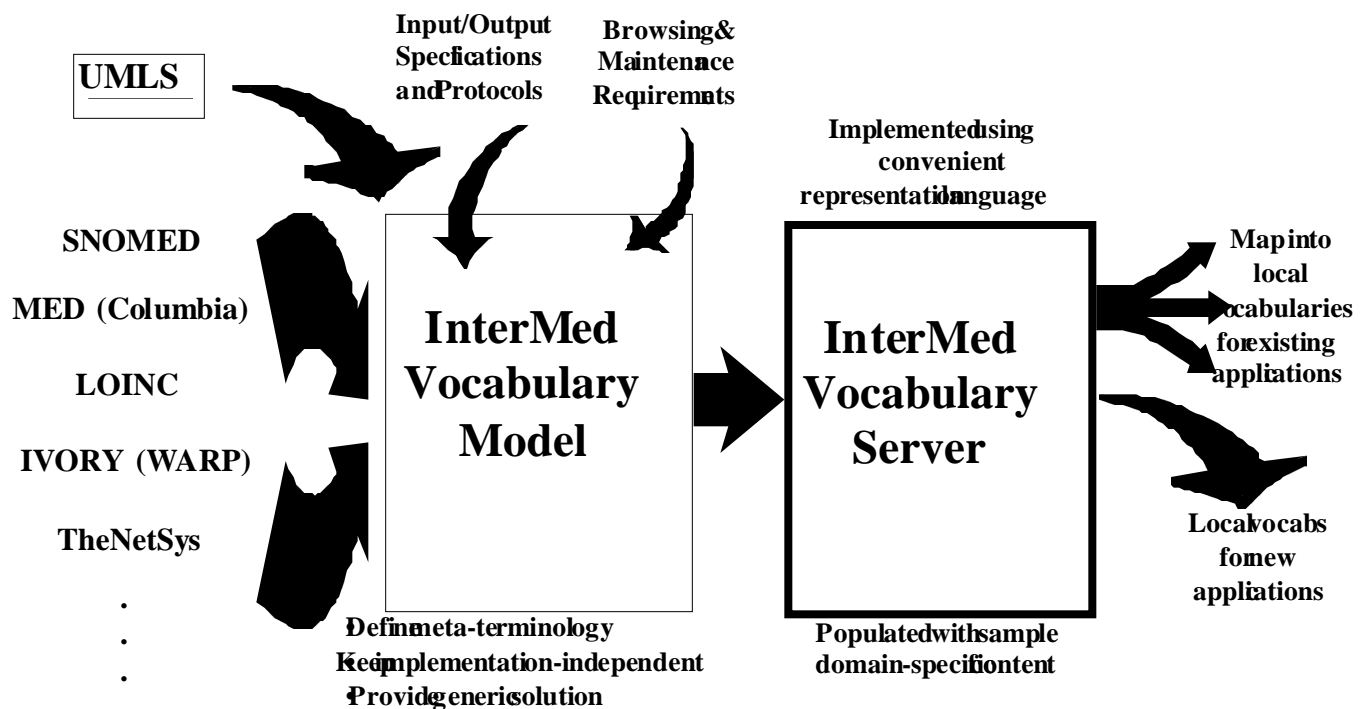 UMLS
Input/Output
Specifications
and Protocols
Browsing &
Maintenance
Requirements
SNOMED
MED (Columbia)
LOINC
IVORY (WARP)
TheNetSys
.
.
.
InterMed
Vocabulary
Model
• Define meta-terminology
• Keep implementation-independent
• Provide generic solution
Implemented using
convenient
representation language
InterMed
Vocabulary
Server
Populated with sample
domain-specific content
Map into
local
vocabularies
for existing
applications
Local vocabs
for new
applications